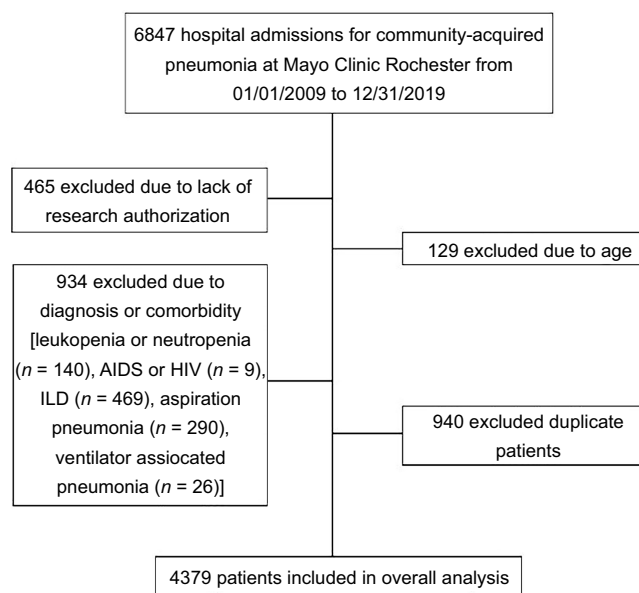 6847 hospital admissions for community-acquired
pneumonia at Mayo Clinic Rochester from
01/01/2009 to 12/31/2019
465 excluded due to lack of
research authorization
129 excluded due to age
934 excluded due to
diagnosis or comorbidity
[leukopenia or neutropenia
(n = 140), AIDS or HIV (n = 9),
ILD (n = 469), aspiration
pneumonia (n = 290),
ventilator assiocated
pneumonia (n = 26)]
940 excluded duplicate
patients
4379 patients included in overall analysis